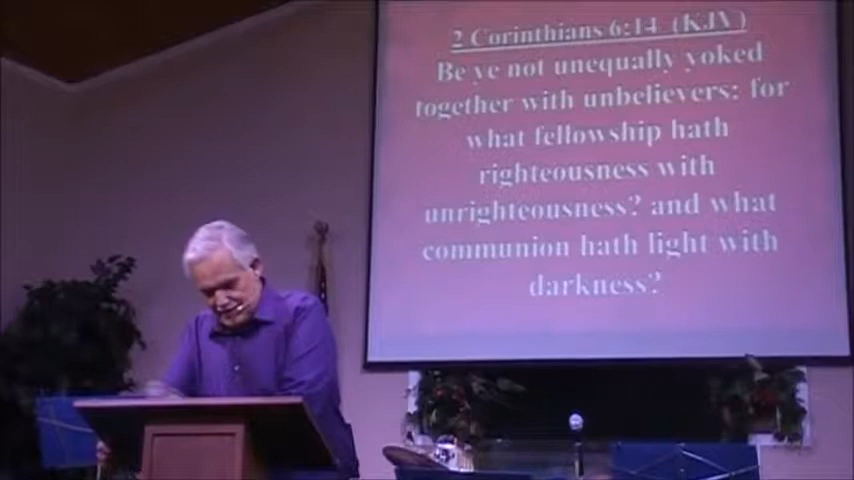 2 Corinthians 6:14 (KJV)
Be ye not unequally yoked
together with unbelievers: for
what fellowship hath
righteousness with
unrighteousness? and what
communion hath light with
darkness?